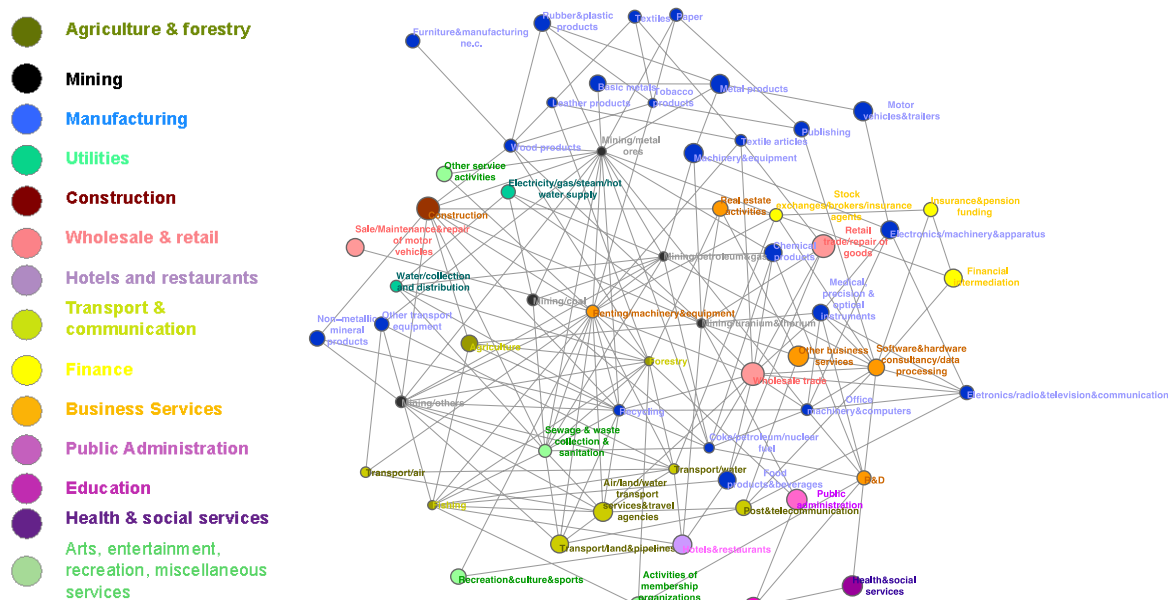 Agriculture & forestry
Mining
Manufacturing
Utilities
Construction
Wholesale & retail
Hotels and restaurants
Transport &
communication
Finance
Business Services
Public Administration
Education
Health & social services
Arts, entertainment,
recreation, miscellaneous
services
Rubber&plastic
products
Textiles
Paper
Furniture&manufacturing
ne.c.
Basic metals
Tobacco
products
Metal products
Leather products
Motor
vehicles&trailers
Publishing
Wood products
Mining/metal
ores
Textile articles
Machinery&equipment
Other service
activities
Electricity/gas/steam/hot
water supply
Construction
Real estate
activities
Stock
exchanges/brokers/insurance
agents
Insurance&pension
funding
Sale/Maintenance&repair
of motor
vehicles
Retail
trade/repair of
goods
Electronics/machinery&apparatus
Mining/petroleum&gas
Chemical
products
Water/collection
and distribution
Financial
intermediation
Mining/coal
Medical,
precision &
optical
instruments
Renting/machinery&equipment
Mining/uranium&thorium
Non-metallic
mineral
products
Other transport
equipment
Agriculture
Forestry
Other business
services
Software&hardware
consultancy/data
processing
Wholesale trade
Mining/others
Recycling
Office
machinery&computers
Eletronics/radio&television&communication
Sewage & waste
collection &
sanitation
Coke/petroleum/nuclear
fuel
Transport/air
Transport/water
Food
products&beverages
R&D
Air/land/water
transport
services&travel
agencies
Public
administration
Post&telecommunication
Transport/land&pipelines
Hotels&restaurants
Recreation&culture&sports
Activities of
membership
organizations
Health&social
services